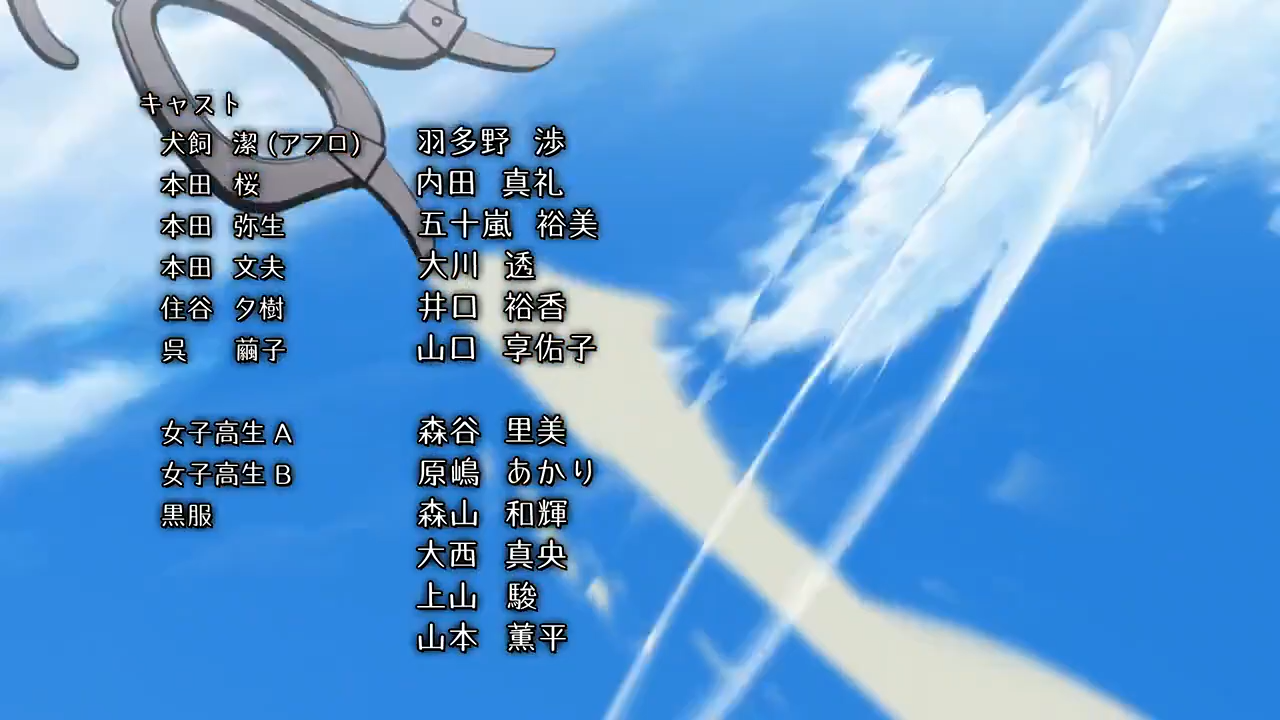 キャスト
犬飼 潔(アフロ) 羽多野 渉
本田 桜 内田 真礼
本田 弥生 五十嵐 裕美
本田 文夫 大川 透
住谷 夕樹 井口 裕香
呉 繭子 山口 享佑子
女子高生A 森谷 里美
女子高生B 原嶋 あかり
黒服 森山 和輝
大西 真央
上山 駿
山本 薫平